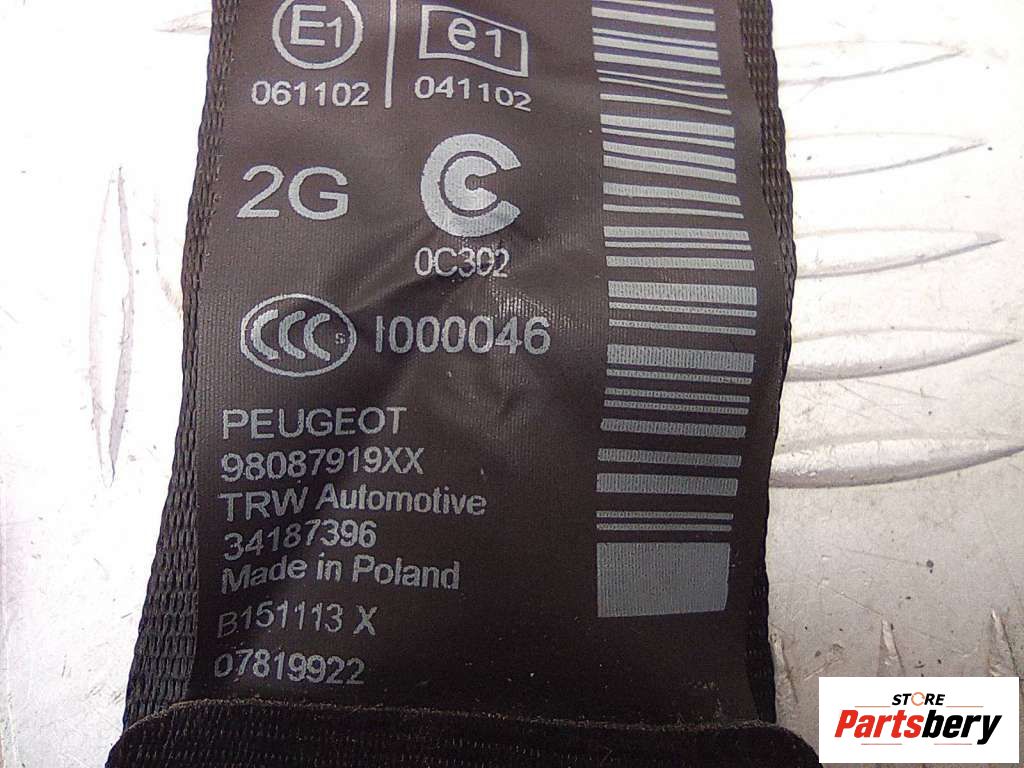 E1
e1
061102
041102
2G
C
0C302
CCC S I000046
PEUGEOT
98087919XX
TRW Automotive
34187396
Made in Poland
B151113 X
07819922
STORE
Partsbery